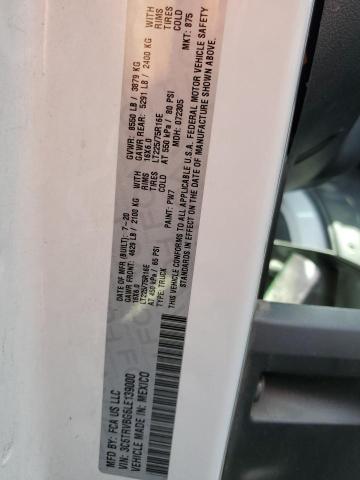 MFD BY: FCA US LLC
VIN: 3C6TRVBG6LE139000
VEHICLE MADE IN: MEXICO
DATE OF MFR (BUILT): 7-20
GAWR FRONT: 4629 LB / 2100 KG WITH
16X6.0 RIMS
LT225/75R16E TIRES
AT 450 kPa / 65 PSI COLD
TYPE: TRUCK PAINT: PW7
THIS VEHICLE CONFORMS TO ALL APPLICABLE U.S.A. FEDERAL MOTOR VEHICLE SAFETY
STANDARDS IN EFFECT ON THE DATE OF MANUFACTURE SHOWN ABOVE.
GVWR: 8550 LB / 3879 KG
GAWR REAR: 5291 LB / 2400 KG WITH
16X6.0 RIMS
LT225/75R16E TIRES
AT 550 kPa / 80 PSI COLD
MDH: 072305 MKT: 875